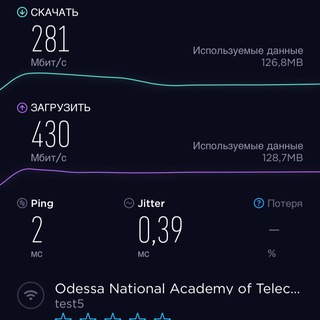 СКАЧАТЬ
281
Мбит/с
Используемые данные
126,8MB
ЗАГРУЗИТЬ
430
Мбит/с
Используемые данные
128,7MB
Ping
Jitter
Потеря
2
0,39
—
мс
мс
%
Odessa National Academy of Telec...
test5